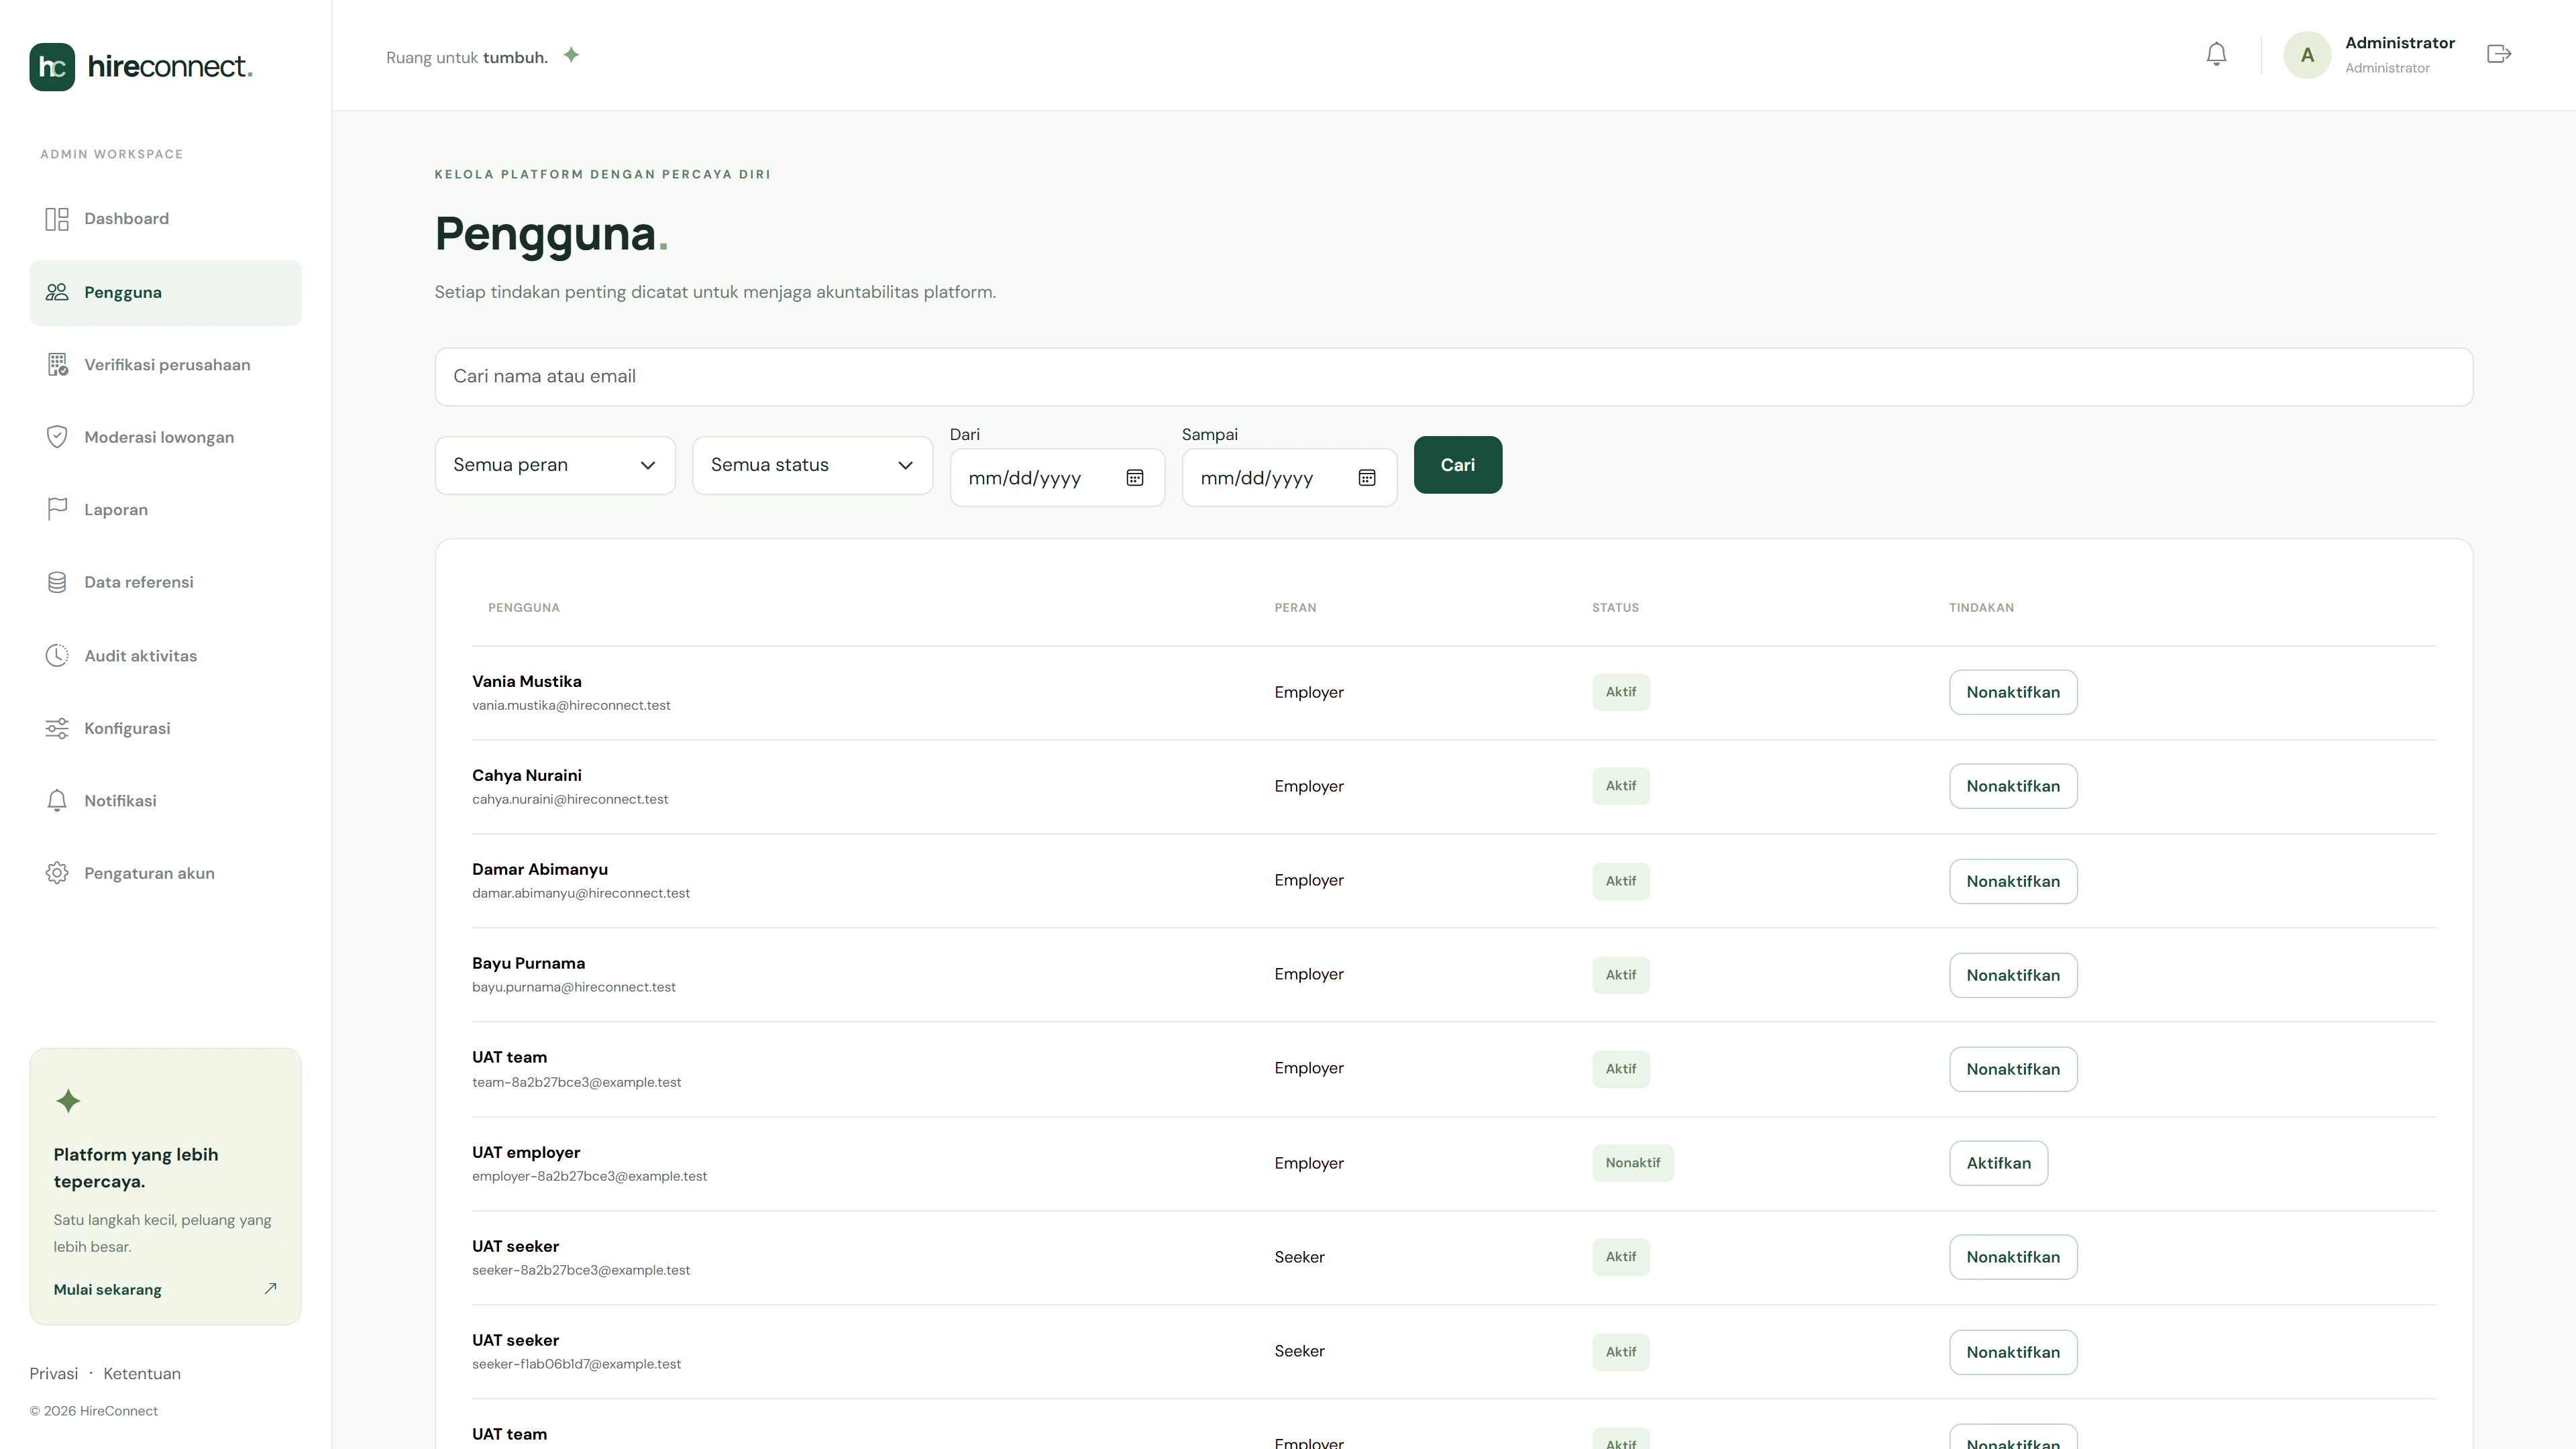 hc hireconnect.
Ruang untuk tumbuh.
A
Administrator
Administrator
ADMIN WORKSPACE
Dashboard
Pengguna
Verifikasi perusahaan
Moderasi lowongan
Laporan
Data referensi
Audit aktivitas
Konfigurasi
Notifikasi
Pengaturan akun
Platform yang lebih
tepercaya.
Satu langkah kecil, peluang yang
lebih besar.
Mulai sekarang
Privasi · Ketentuan
© 2026 HireConnect
KELOLA PLATFORM DENGAN PERCAYA DIRI
Pengguna.
Setiap tindakan penting dicatat untuk menjaga akuntabilitas platform.
Cari nama atau email
Semua peran
Semua status
Dari
mm/dd/yyyy
Sampai
mm/dd/yyyy
Cari
PENGGUNA PERAN STATUS TINDAKAN
Vania Mustika
vania.mustika@hireconnect.test
Employer Aktif Nonaktifkan
Cahya Nuraini
cahya.nuraini@hireconnect.test
Employer Aktif Nonaktifkan
Damar Abimanyu
damar.abimanyu@hireconnect.test
Employer Aktif Nonaktifkan
Bayu Purnama
bayu.purnama@hireconnect.test
Employer Aktif Nonaktifkan
UAT team
team-8a2b27bce3@example.test
Employer Aktif Nonaktifkan
UAT employer
employer-8a2b27bce3@example.test
Employer Nonaktif Aktifkan
UAT seeker
seeker-8a2b27bce3@example.test
Seeker Aktif Nonaktifkan
UAT seeker
seeker-f1ab06b1d7@example.test
Seeker Aktif Nonaktifkan
UAT team
Employer Aktif Nonaktifkan